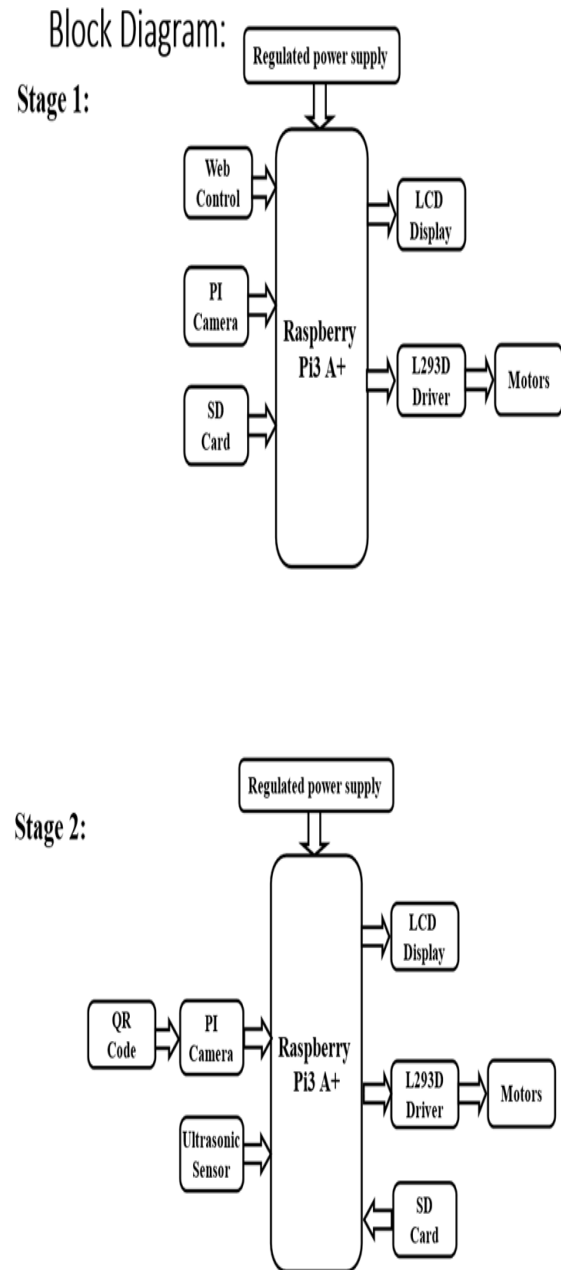 Block Diagram:
Regulated power supply
Stage 1:
Web
Control
LCD
Display
PI
Camera
Raspberry
Pi3 A+
L293D
Driver
Motors
SD
Card
Regulated power supply
Stage 2:
LCD
Display
QR
Code
PI
Camera
Raspberry
Pi3 A+
L293D
Driver
Motors
Ultrasonic
Sensor
SD
Card